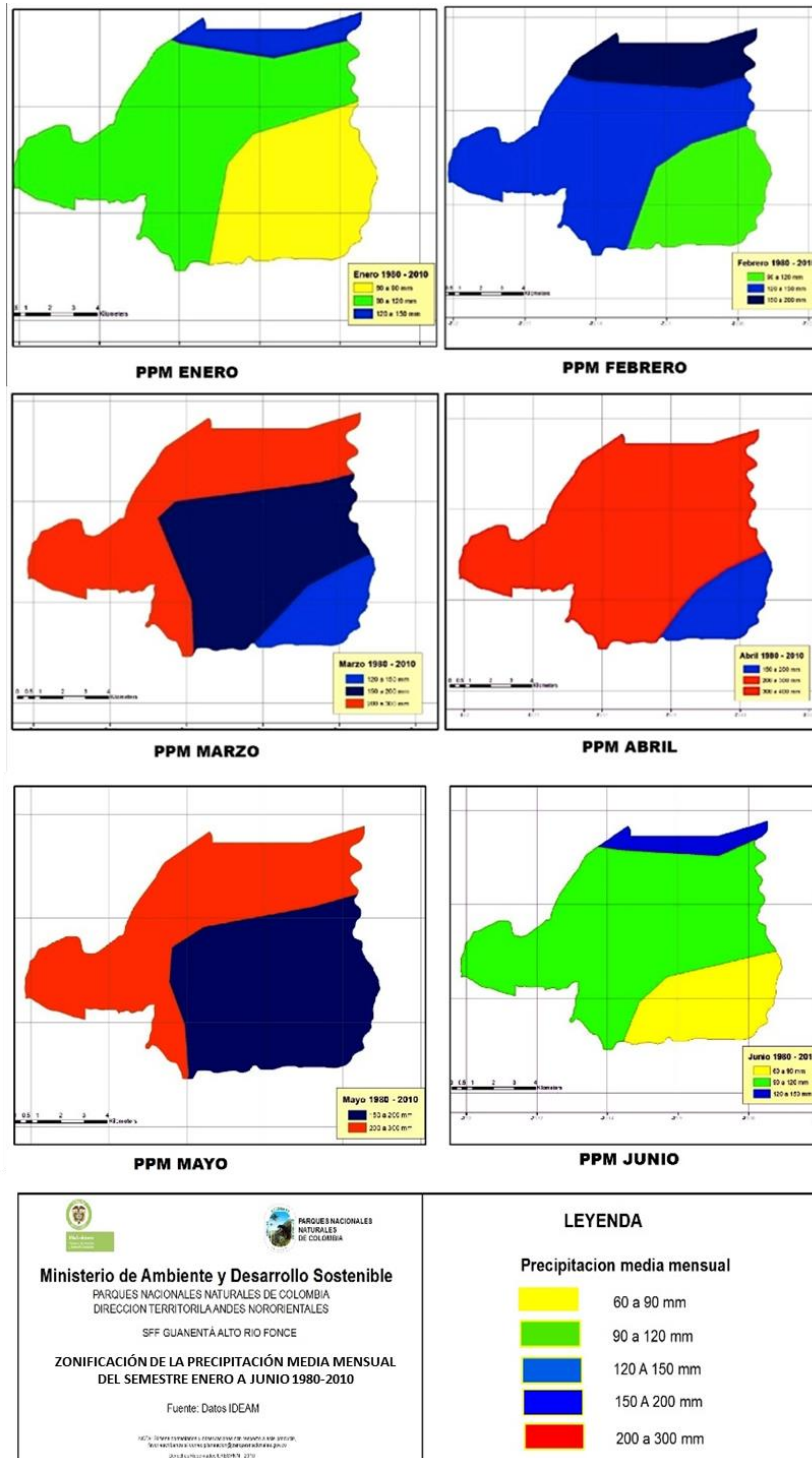 Enero 1980 - 2010
90 a 120 mm
120 a 150 mm
Kilometers
PPM ENERO
Febrero 1980 - 2010
90 a 120 mm
120 a 150 mm
150 a 200 mm
Kilometers
PPM FEBRERO
Marzo 1980 - 2010
120 a 150 mm
150 a 200 mm
200 a 300 mm
Kilometers
PPM MARZO
Abril 1980 - 2010
150 a 200 mm
200 a 300 mm
300 a 400 mm
Kilometers
PPM ABRIL
Mayo 1980 - 2010
150 a 200 mm
200 a 300 mm
Kilometers
PPM MAYO
Junio 1980 - 2010
60 a 90 mm
90 a 120 mm
120 a 150 mm
Kilometers
PPM JUNIO
PARQUES NACIONALES
NATURALES
DE COLOMBIA
Ministerio de Ambiente y Desarrollo Sostenible
PARQUES NACIONALES NATURALES DE COLOMBIA
DIRECCION TERRITORILA ANDES NORORIENTALES
SFF GUANENTÁ ALTO RIO FONCE
ZONIFICACIÓN DE LA PRECIPITACIÓN MEDIA MENSUAL
DEL SEMESTRE ENERO A JUNIO 1980-2010
Fuente: Datos IDEAM
LEYENDA
Precipitacion media mensual
60 a 90 mm
90 a 120 mm
120 A 150 mm
150 A 200 mm
200 a 300 mm